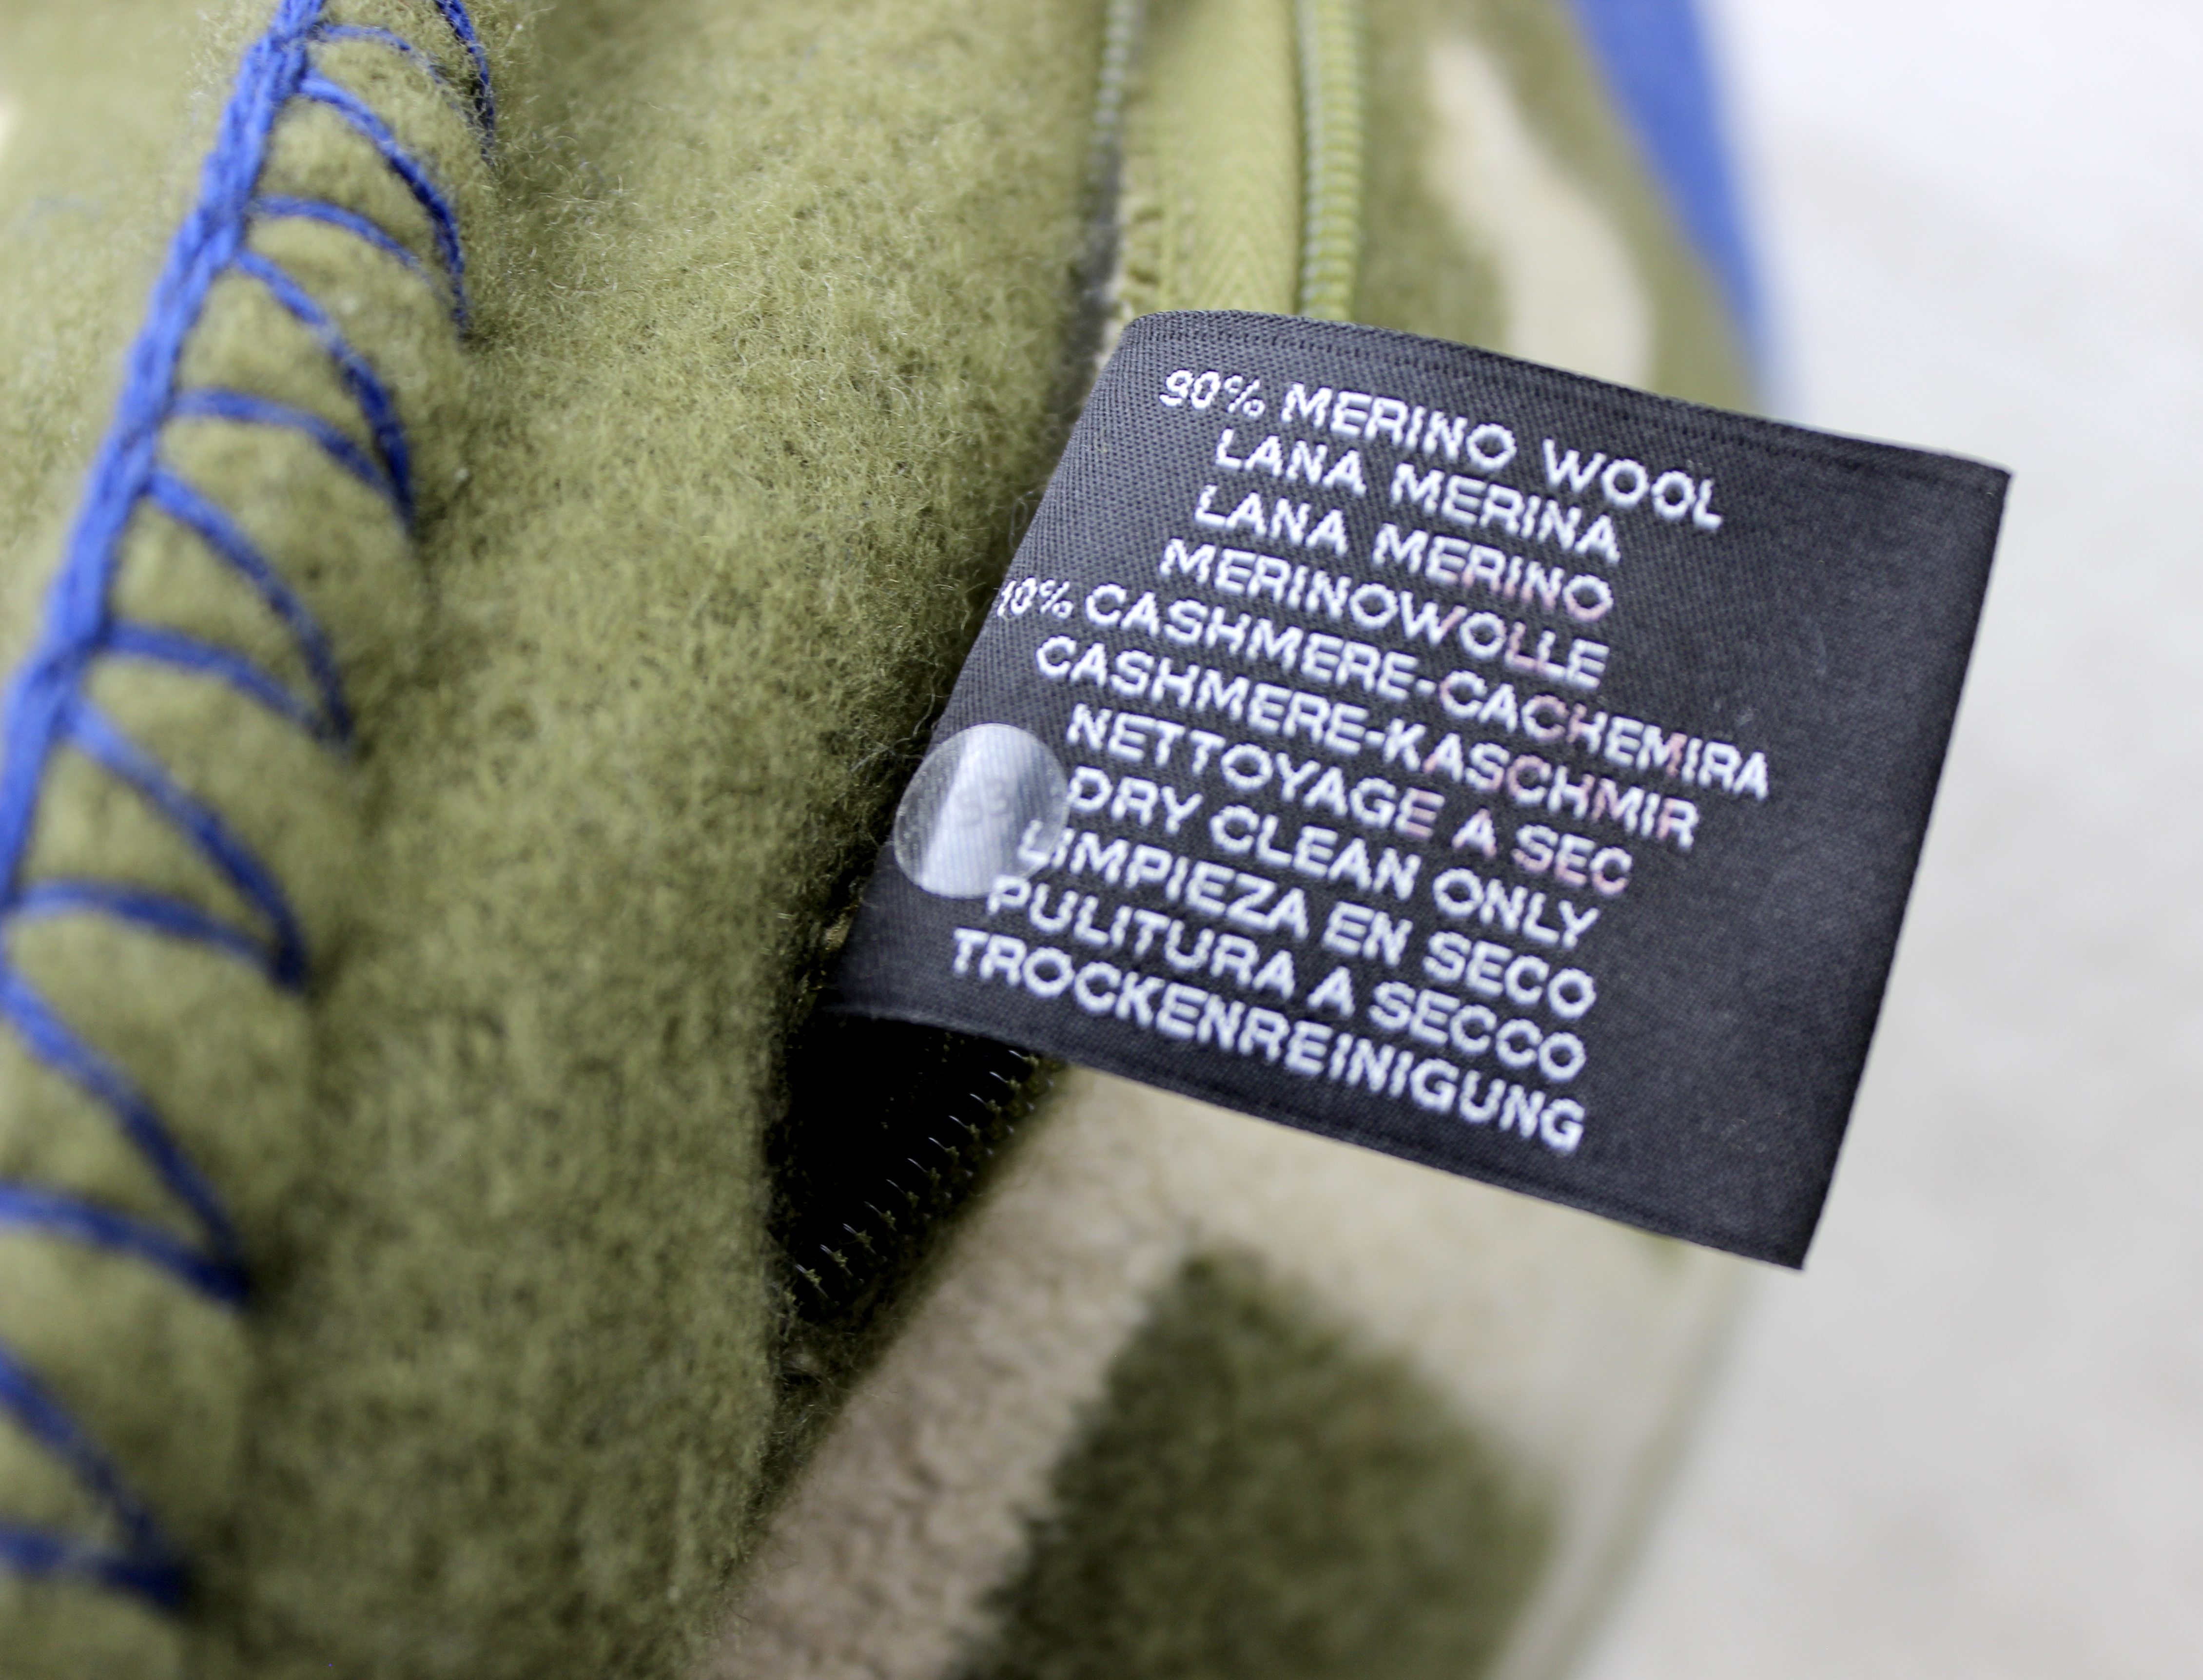 90% MERINO WOOL
LANA MERINA
LANA MERINO
MERINOWOLLE
10% CASHMERE-CACHEMIRA
CASHMERE-KASCHMIR
NETTOYAGE A SEC
DRY CLEAN ONLY
LIMPIEZA EN SECO
PULITURA A SECCO
TROCKENREINIGUNG